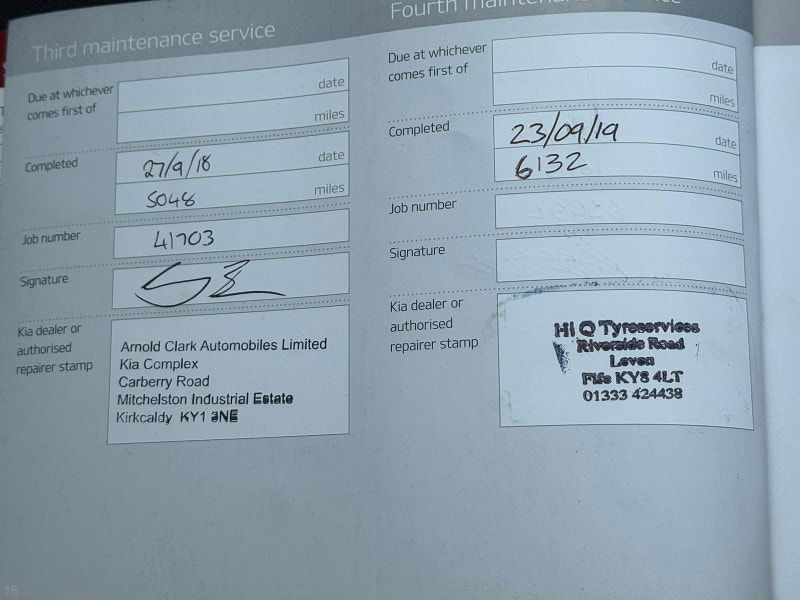 Third maintenance service
Due at whichever
comes first of
date
miles
Completed
27/9/18
date
5048
miles
Job number
41703
Signature
Kia dealer or
authorised
repairer stamp
Arnold Clark Automobiles Limited
Kia Complex
Carberry Road
Mitchelston Industrial Estate
Kirkcaldy KY1 3NE
16
Fourth
Due at whichever
comes first of
date
miles
Completed
23/09/19
date
6132
miles
Job number
Signature
Kia dealer or
authorised
repairer stamp
Hi Q Tyreservices
Riverside Road
Leven
Fife KY8 4LT
01333 424438